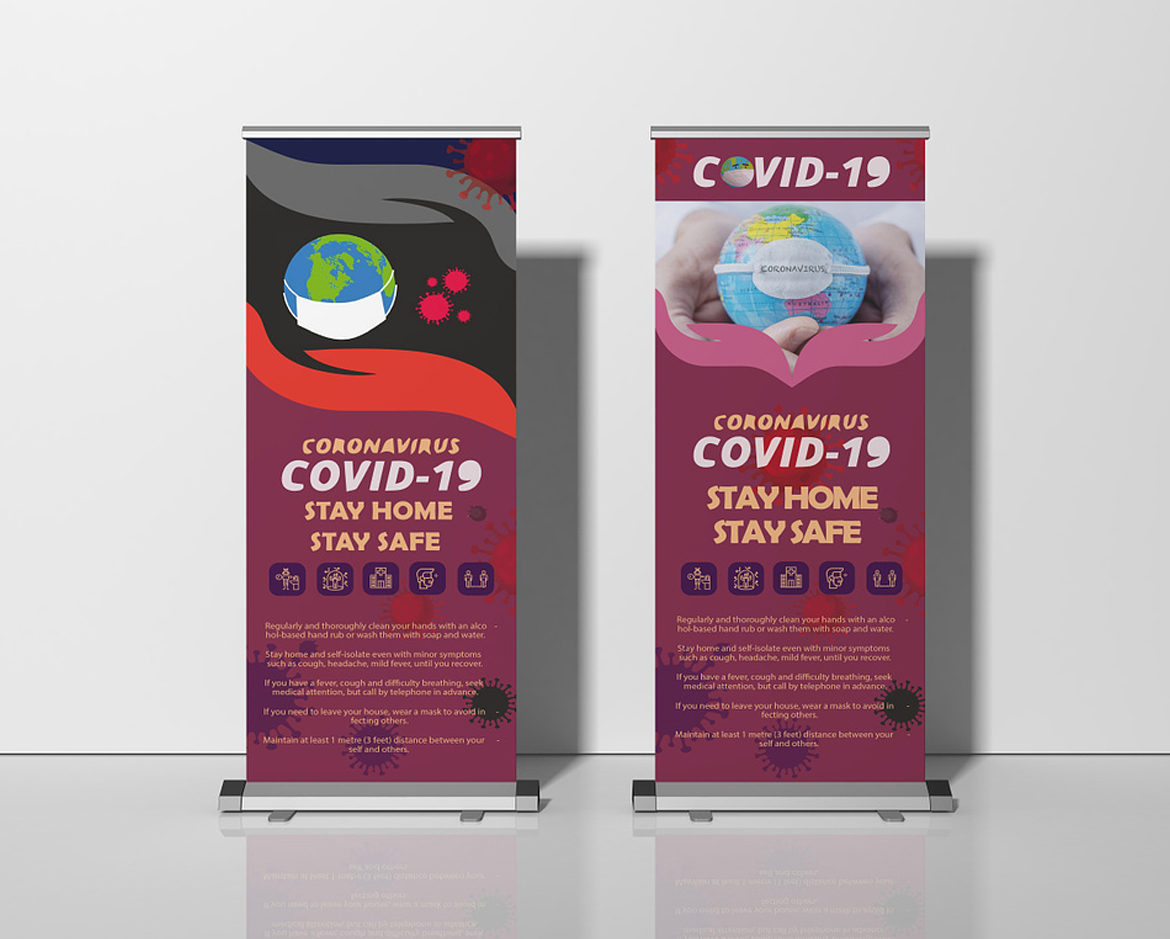 CORONAVIRUS
COVID-19
STAY HOME
STAY SAFE
Regularly and thoroughly clean your hands with an alco -
hol-based hand rub or wash them with soap and water.
Stay home and self-isolate even with minor symptoms
such as cough, headache, mild fever, until you recover.
If you have a fever, cough and difficulty breathing, seek
medical attention, but call by telephone in advance.
If you need to leave your house, wear a mask to avoid in -
fecting others.
Maintain at least 1 metre (3 feet) distance between your -
self and others.
COVID-19
CORONAVIRUS
AUSTRALIA
CORONAVIRUS
COVID-19
STAY HOME
STAY SAFE
Regularly and thoroughly clean your hands with an alco -
hol-based hand rub or wash them with soap and water.
Stay home and self-isolate even with minor symptoms
such as cough, headache, mild fever, until you recover.
If you have a fever, cough and difficulty breathing, seek
medical attention, but call by telephone in advance.
If you need to leave your house, wear a mask to avoid in -
fecting others.
Maintain at least 1 metre (3 feet) distance between your -
self and others.